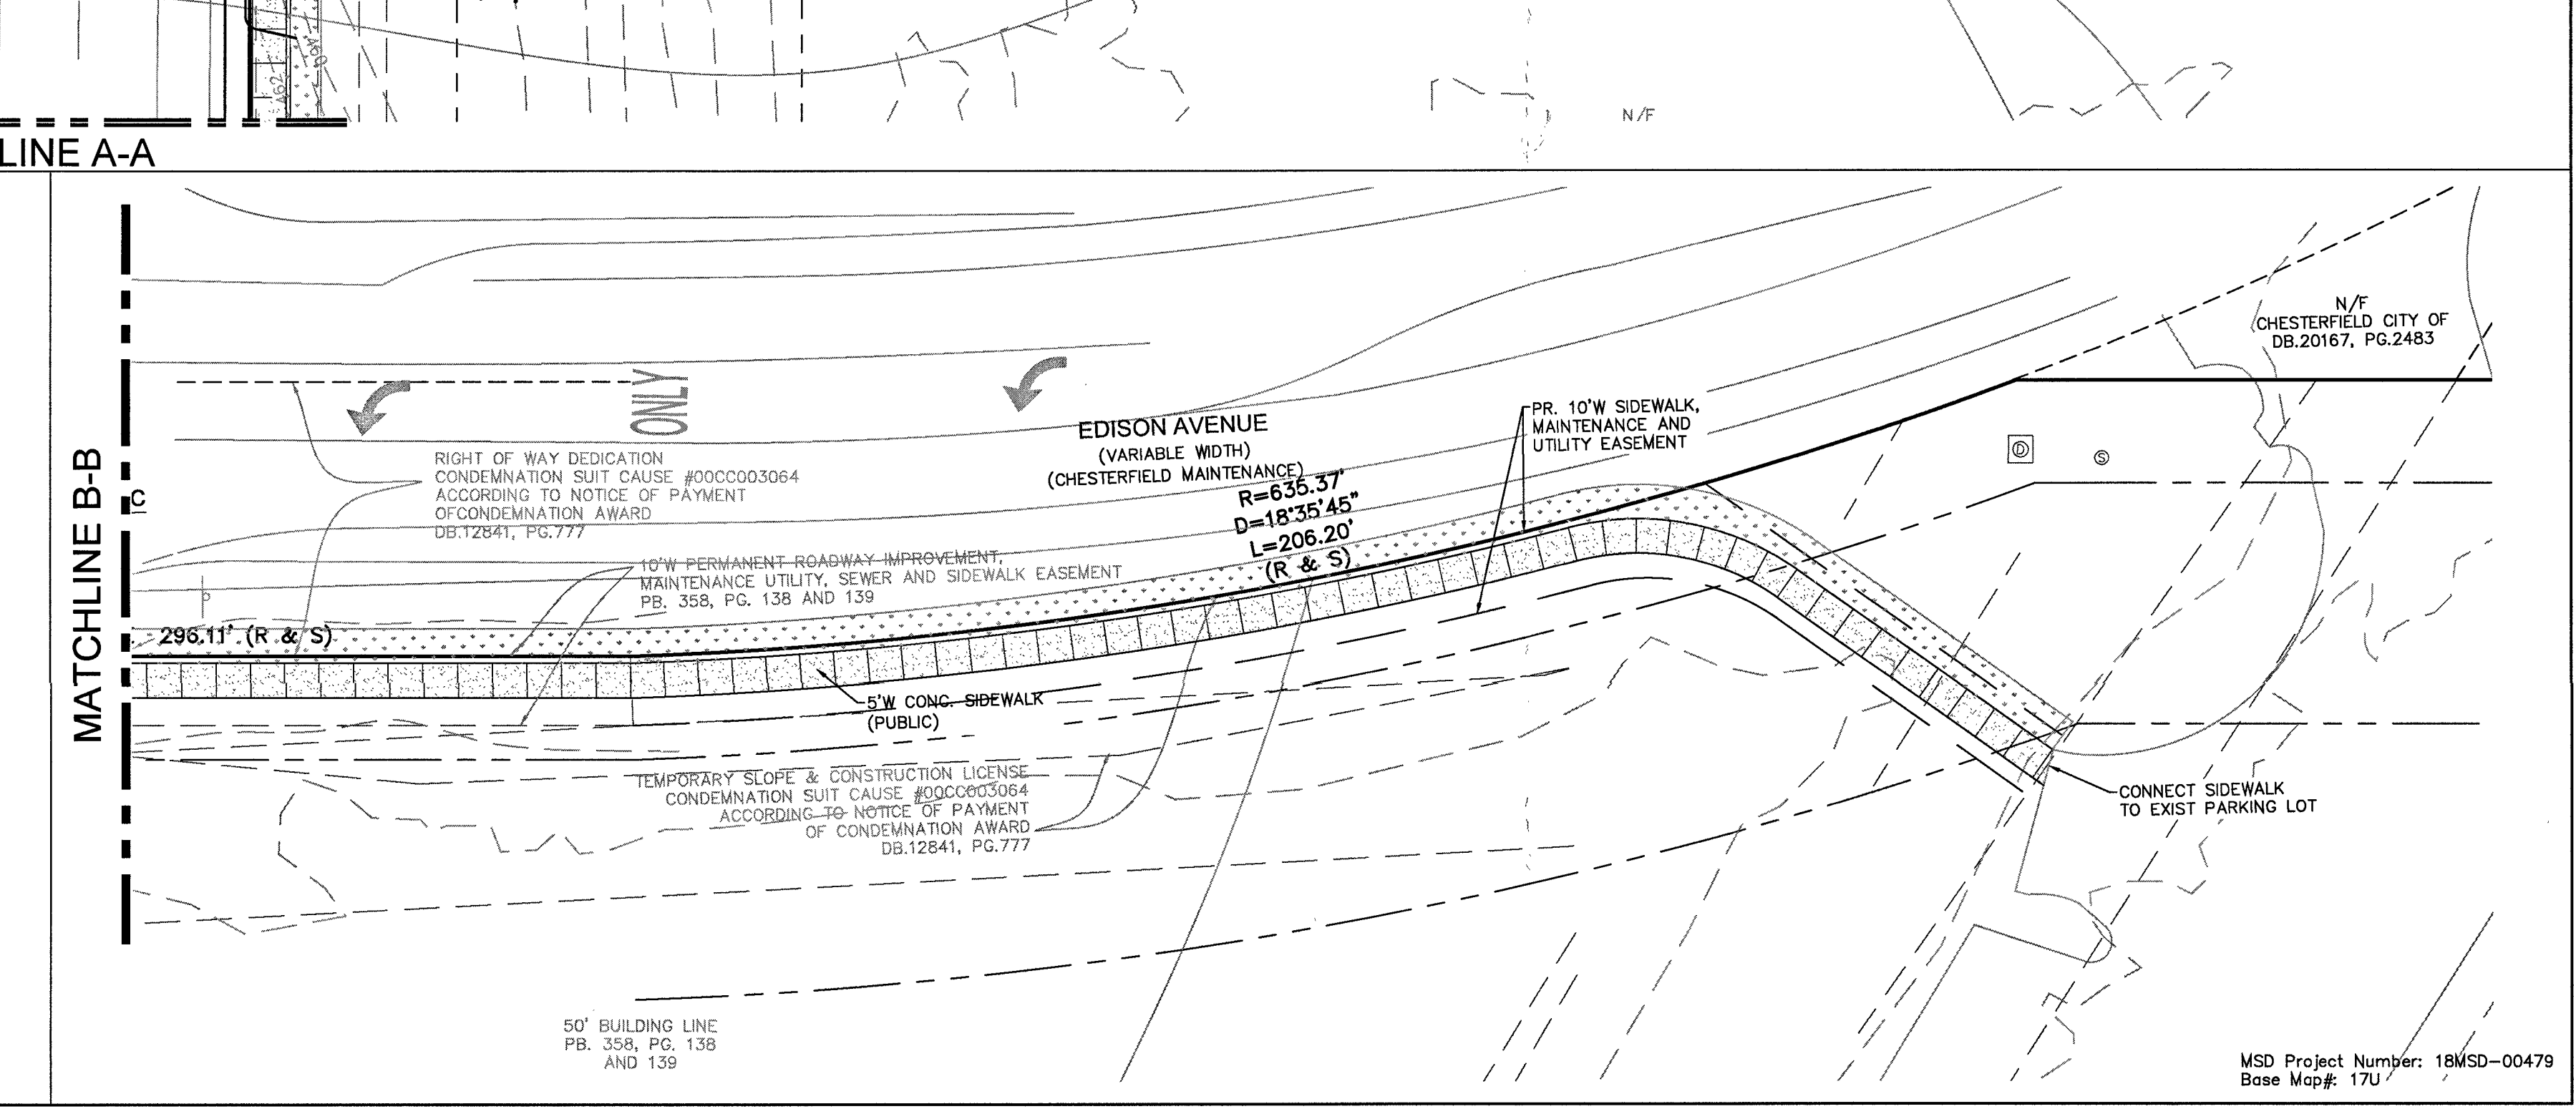 A62
N/F
LINE A-A
MATCHLINE B-B
C
ONLY
RIGHT OF WAY DEDICATION
CONDEMNATION SUIT CAUSE #00CC003064
ACCORDING TO NOTICE OF PAYMENT
OFCONDEMNATION AWARD
DB.12841, PG.777
EDISON AVENUE
(VARIABLE WIDTH)
(CHESTERFIELD MAINTENANCE)
R=635.37'
D=18°35'45"
L=206.20'
(R & S)
PR. 10'W SIDEWALK,
MAINTENANCE AND
UTILITY EASEMENT
N/F
CHESTERFIELD CITY OF
DB.20167, PG.2483
D
S
10'W PERMANENT ROADWAY IMPROVEMENT,
MAINTENANCE UTILITY, SEWER AND SIDEWALK EASEMENT
PB. 358, PG. 138 AND 139
296.11' (R & S)
5'W CONC. SIDEWALK
(PUBLIC)
TEMPORARY SLOPE & CONSTRUCTION LICENSE
CONDEMNATION SUIT CAUSE #00CC003064
ACCORDING TO NOTICE OF PAYMENT
OF CONDEMNATION AWARD
DB.12841, PG.777
CONNECT SIDEWALK
TO EXIST PARKING LOT
50' BUILDING LINE
PB. 358, PG. 138
AND 139
MSD Project Number: 18MSD-00479
Base Map#: 17U